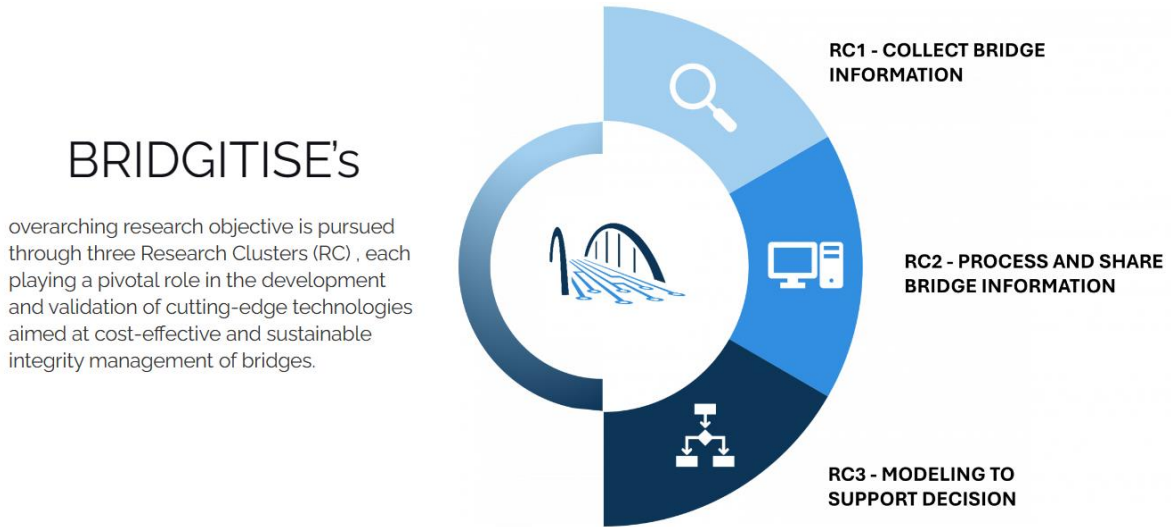 BRIDGITISE's
overarching research objective is pursued
through three Research Clusters (RC) , each
playing a pivotal role in the development
and validation of cutting-edge technologies
aimed at cost-effective and sustainable
integrity management of bridges.
RC1 - COLLECT BRIDGE
INFORMATION
RC2 - PROCESS AND SHARE
BRIDGE INFORMATION
RC3 - MODELING TO
SUPPORT DECISION